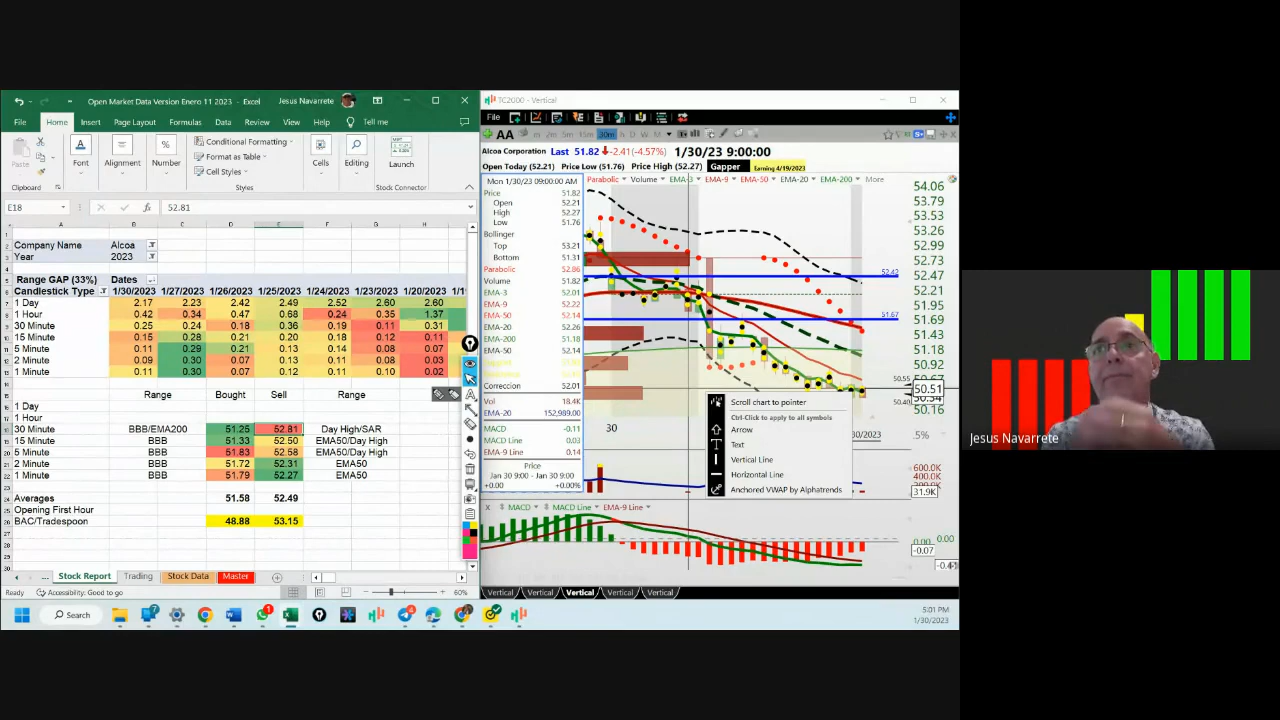 Open Market Data Version Enero 11 2023 - Excel
Jesus Navarrete
File Home Insert Page Layout Formulas Data Review View Help Tell me
Paste
Font
Alignment
Number
Conditional Formatting
Format as Table
Cell Styles
Cells
Editing
Launch
Clipboard
Styles
Stock Connector
E18
52.81
A B C D E F G H
Company Name Alcoa
Year 2023
Range GAP (33%) Dates
Candlestick Type 1/30/2023 1/27/2023 1/26/2023 1/25/2023 1/24/2023 1/23/2023 1/20/2023 1/1
1 Day 2.17 2.23 2.42 2.49 2.52 2.60 2.60
1 Hour 0.42 0.34 0.47 0.68 0.24 0.35 1.37
30 Minute 0.25 0.24 0.18 0.36 0.19 0.11 0.31
15 Minute 0.10 0.28 0.21 0.20 0.18 0.12 0.11
5 Minute 0.11 0.29 0.21 0.13 0.14 0.08 0.07
2 Minute 0.09 0.30 0.07 0.11 0.11 0.08 0.03
1 Minute 0.11 0.30 0.07 0.12 0.10 0.10 0.02
Range Bought Sell Range
1 Day
1 Hour
30 Minute BBB/EMA200 51.25 52.81 Day High/SAR
15 Minute BBB 51.33 52.50 EMA50/Day High
5 Minute BBB 51.83 52.58 EMA50/Day High
2 Minute BBB 51.72 52.31 EMA50
1 Minute BBB 51.79 52.27 EMA50
Averages 51.58 52.49
Opening First Hour
BAC/Tradespoon 48.88 53.15
Stock Report Trading Stock Data Master
Ready Accessibility: Good to go 60%
Search
TC2000 - Vertical
File
AA
30m
Alcoa Corporation Last 51.82 -2.41(-4.57%) 1/30/23 9:00:00
Open Today (52.21) Price Low (51.76) Price High (52.27) Gapper Earning 4/19/2023
Parabolic Volume EMA-3 EMA-9 EMA-50 EMA-20 EMA-200 More
Mon 1/30/23 09:00:00 AM
Price 51.82
Open 52.21
High 52.27
Low 51.76
Bollinger
Top 53.21
Bottom 51.31
Parabolic 52.86
Volume 51.82
EMA-3 52.01
EMA-9 52.22
EMA-50 52.15
EMA-20 52.26
EMA-200 51.18
EMA-50 52.14
Correccion 52.01
Vol 18.4K
EMA-20 152,989.00
MACD -0.11
MACD Line 0.03
EMA-9 Line 0.14
Price
Jan 30 9:00 - Jan 30 9:00
+0.00 +0.00%
52.42
51.67
50.55
50.40
54.06
53.79
53.53
53.26
52.99
52.73
52.47
52.21
51.95
51.69
51.43
51.18
50.92
50.67
50.51
50.34
50.16
30
Scroll chart to pointer
Ctrl-Click to apply to all symbols
Arrow
Text
Vertical Line
Horizontal Line
Anchored VWAP by Alphatrends
.5%
600.0K
400.0K
31.9K
MACD MACD Line EMA-9 Line
0.00 0.00
-0.07
Vertical Vertical Vertical Vertical Vertical
5:01 PM
1/30/2023
Jesus Navarrete